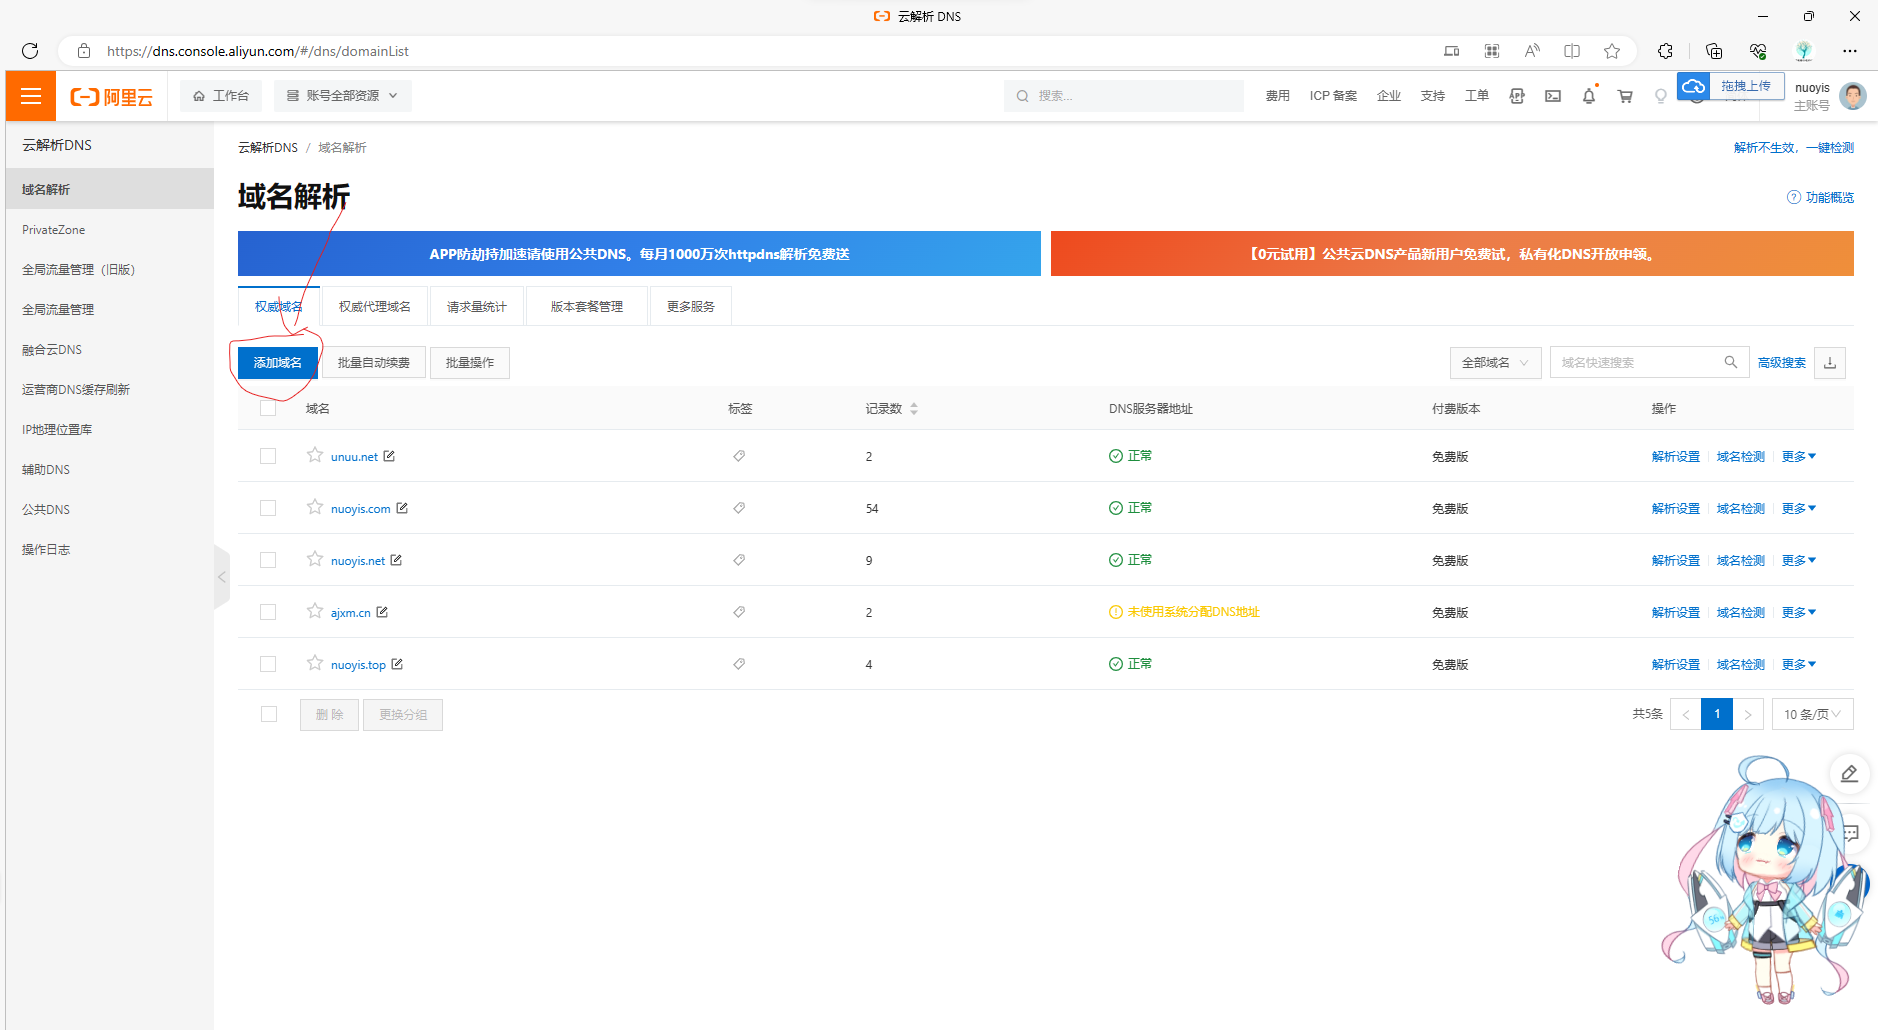 云解析 DNS
https://dns.console.aliyun.com/#/dns/domainList
阿里云
工作台
账号全部资源
搜索...
费用
ICP 备案
企业
支持
工单
拖拽上传
nuoyis
主账号
云解析DNS
域名解析
PrivateZone
全局流量管理（旧版）
全局流量管理
融合云DNS
运营商DNS缓存刷新
IP地理位置库
辅助DNS
公共DNS
操作日志
云解析DNS / 域名解析
解析不生效，一键检测
域名解析
功能概览
APP防劫持加速请使用公共DNS。每月1000万次httpdns解析免费送
【0元试用】公共云DNS产品新用户免费试，私有化DNS开放申领。
权威域名
权威代理域名
请求量统计
版本套餐管理
更多服务
添加域名
批量自动续费
批量操作
全部域名
域名快速搜索
高级搜索
域名 标签 记录数 DNS服务器地址 付费版本 操作
unuu.net 2 正常 免费版 解析设置 域名检测 更多
nuoyis.com 54 正常 免费版 解析设置 域名检测 更多
nuoyis.net 9 正常 免费版 解析设置 域名检测 更多
ajxm.cn 2 未使用系统分配DNS地址 免费版 解析设置 域名检测 更多
nuoyis.top 4 正常 免费版 解析设置 域名检测 更多
删 除
更换分组
共5条
1
10 条/页